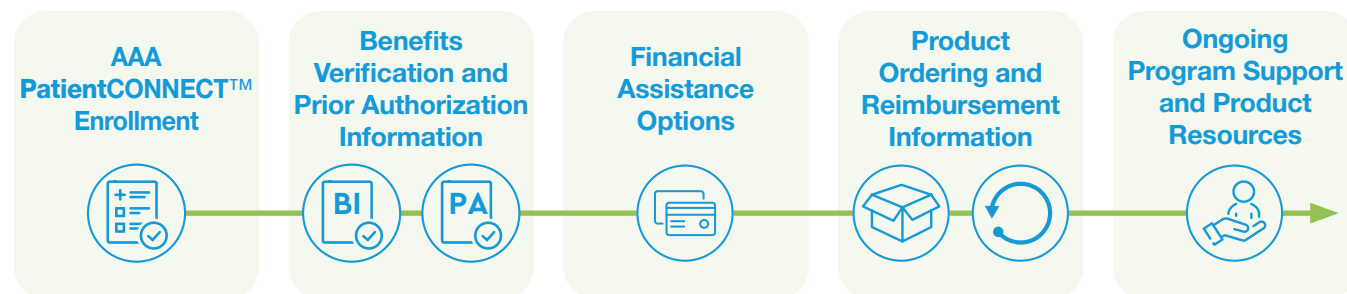 AAA
PatientCONNECT™
Enrollment
Benefits
Verification and
Prior Authorization
Information
Financial
Assistance
Options
Product
Ordering and
Reimbursement
Information
Ongoing
Program Support
and Product
Resources
BI
PA